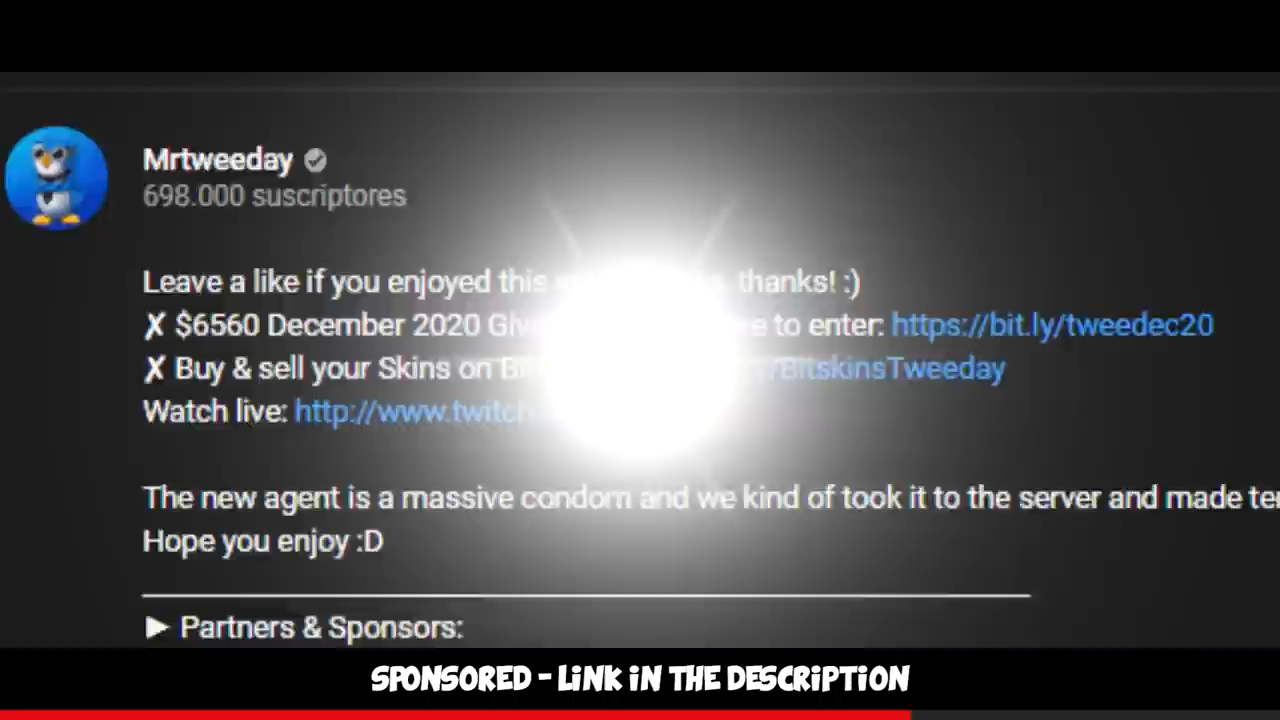 Mrtweeday
698.000 suscriptores
Leave a like if you enjoyed this thanks! :)
✗ $6560 December 2020 to enter: https://bit.ly/tweedec20
✗ Buy & sell your Skins on /BitskinsTweeday
Watch live: http://www.twitch
The new agent is a massive condom and we kind of took it to the server and made
Hope you enjoy :D
► Partners & Sponsors:
SPONSORED - LINK IN THE DESCRIPTION